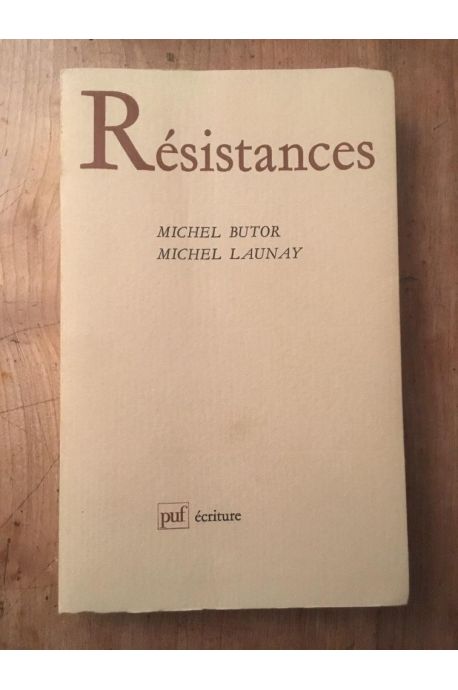 Résistances
MICHEL BUTOR
MICHEL LAUNAY
puf écriture